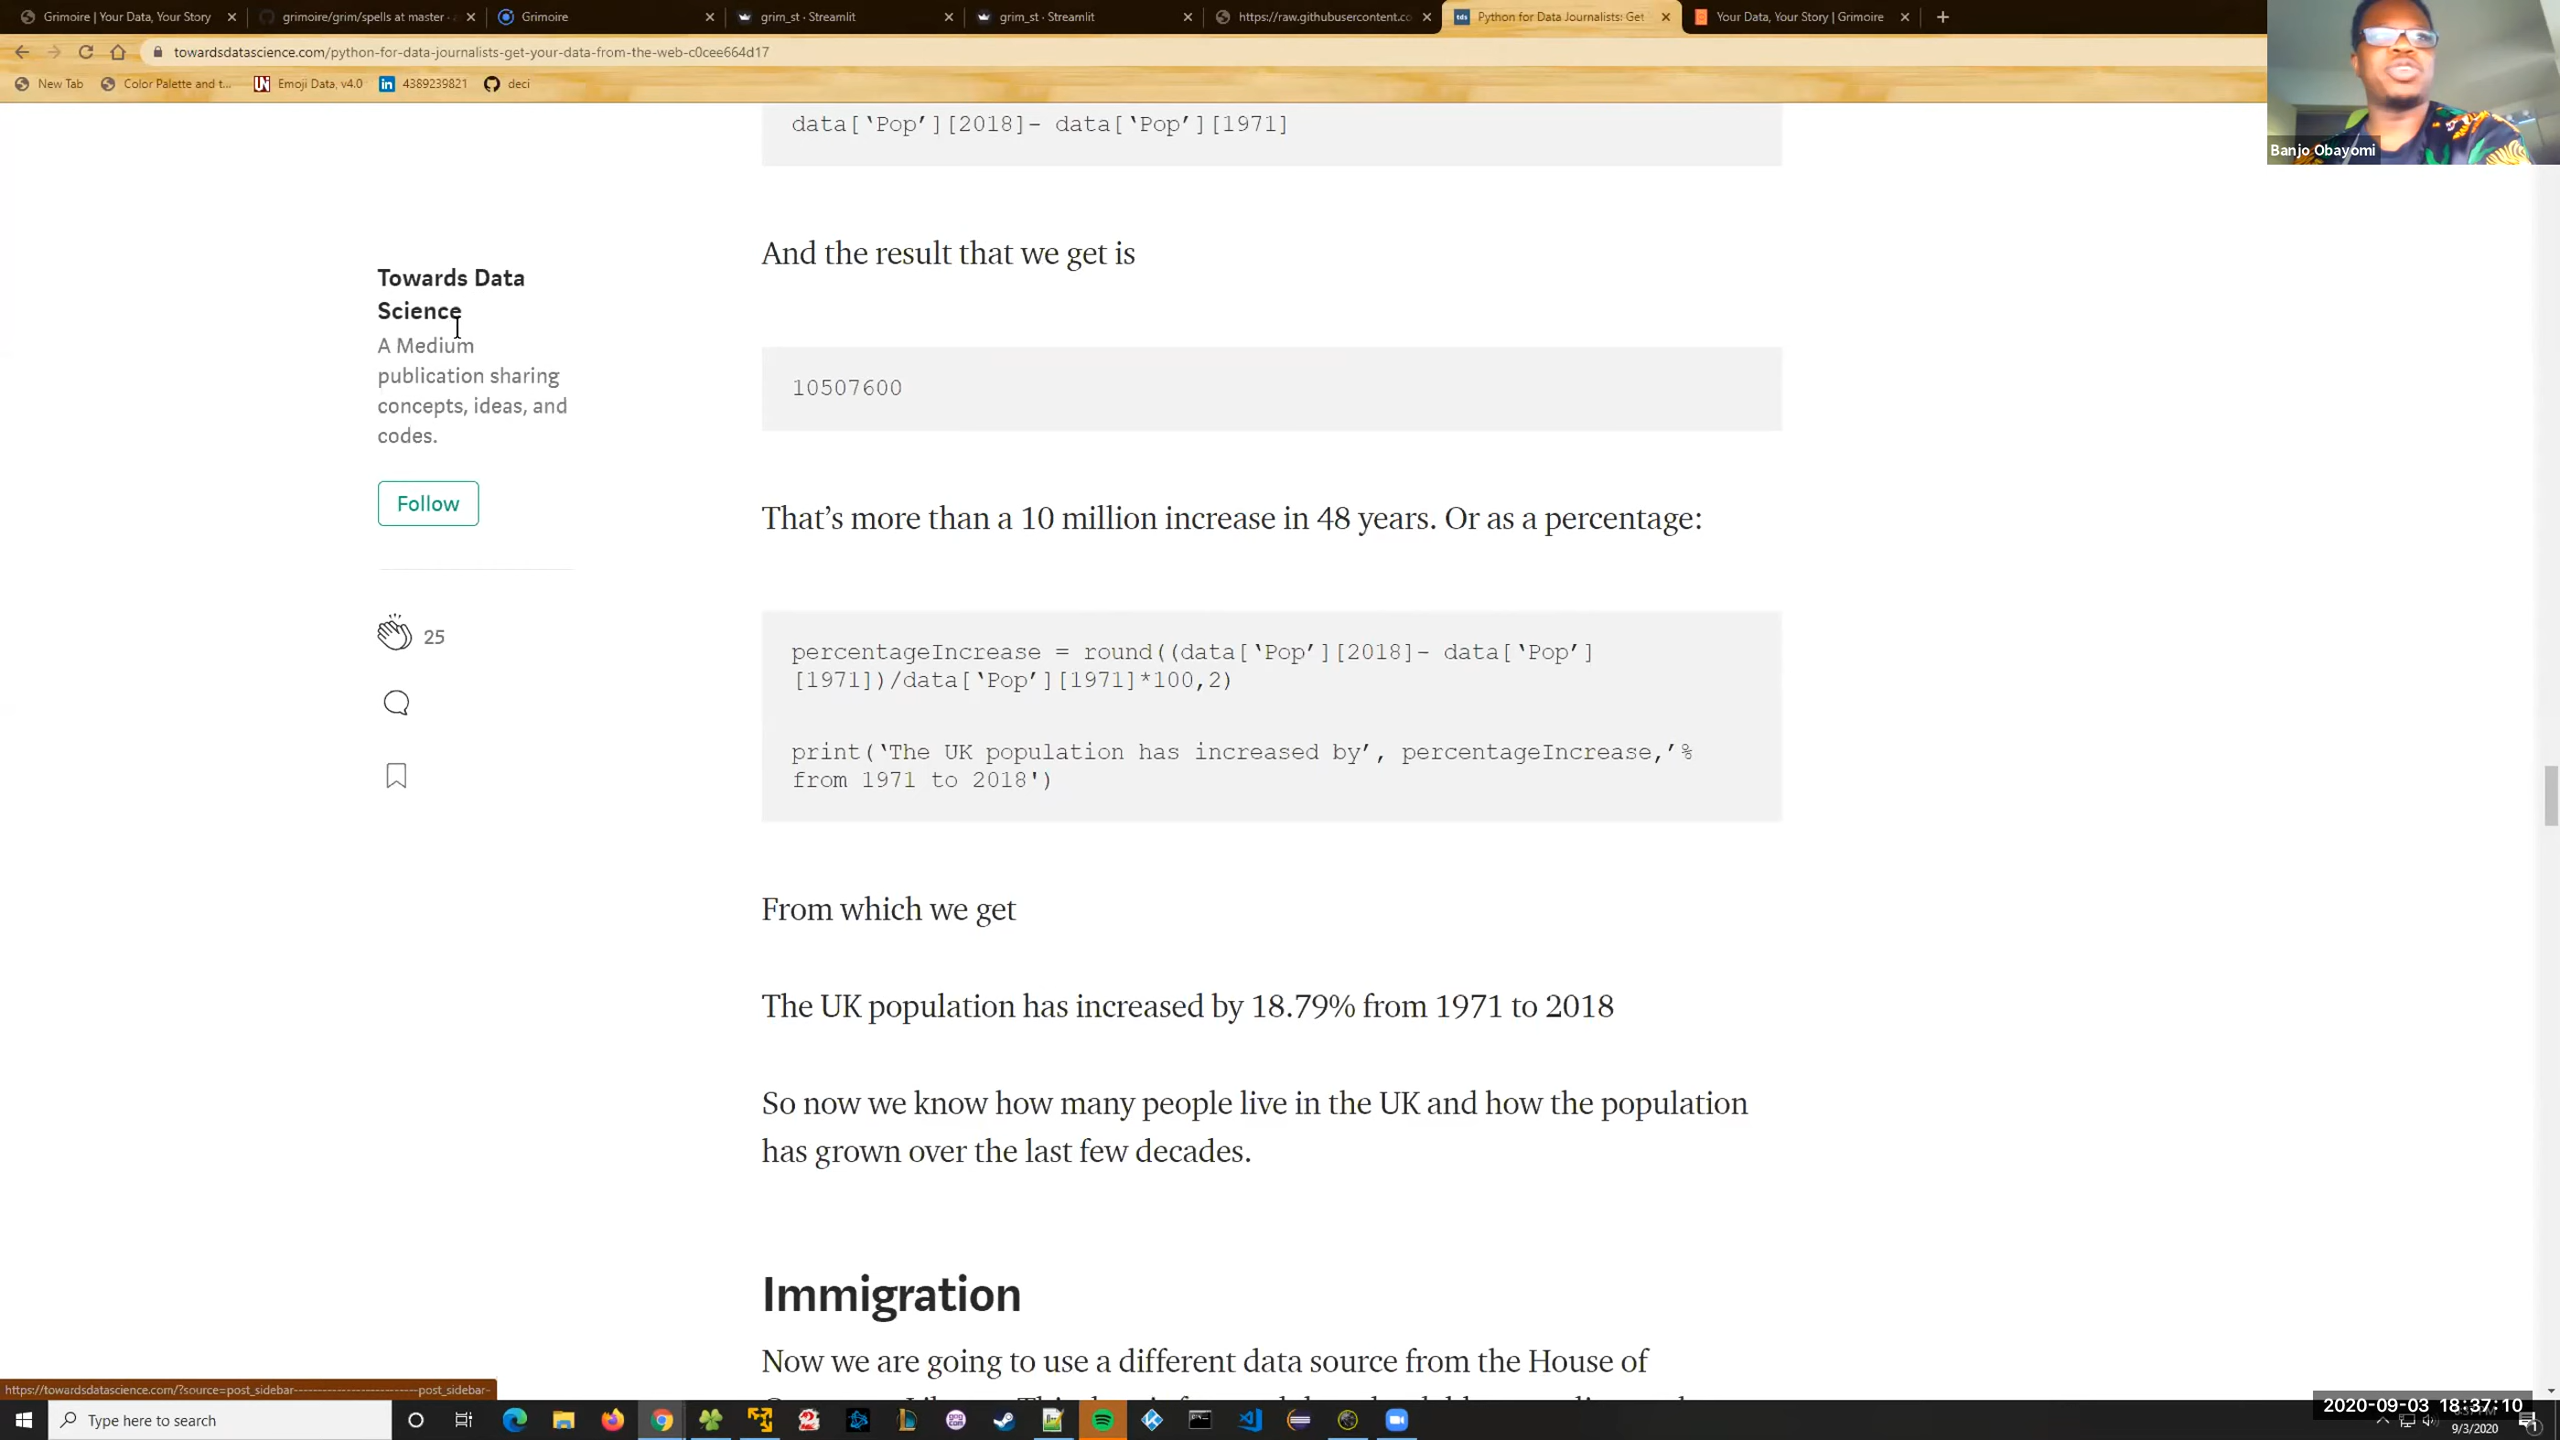 Grimoire | Your Data, Your Story
grimoire/grim/spells at master ·
Grimoire
grim_st · Streamlit
grim_st · Streamlit
https://raw.githubusercontent.co
Python for Data Journalists: Get
Your Data, Your Story | Grimoire
towardsdatascience.com/python-for-data-journalists-get-your-data-from-the-web-c0cee664d17
New Tab
Color Palette and t...
Emoji Data, v4.0
4389239821
deci
Banjo Obayomi
data[‘Pop’][2018]- data[‘Pop’][1971]
And the result that we get is
Towards Data
Science
A Medium
publication sharing
concepts, ideas, and
codes.
Follow
25
10507600
That’s more than a 10 million increase in 48 years. Or as a percentage:
percentageIncrease = round((data[‘Pop’][2018]- data[‘Pop’]
[1971])/data[‘Pop’][1971]*100,2)
print(‘The UK population has increased by’, percentageIncrease,’%
from 1971 to 2018')
From which we get
The UK population has increased by 18.79% from 1971 to 2018
So now we know how many people live in the UK and how the population
has grown over the last few decades.
Immigration
Now we are going to use a different data source from the House of
https://towardsdatascience.com/?source=post_sidebar--------------------------post_sidebar-
Type here to search
2020-09-03 18:37:10
9/3/2020